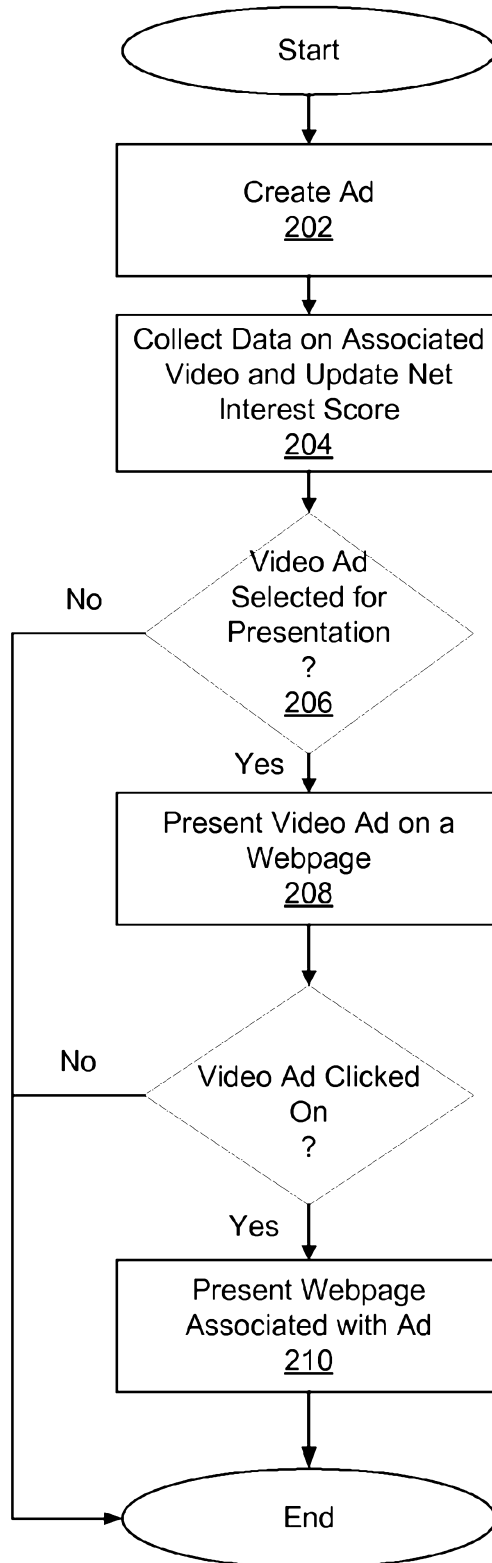 Start
Create Ad
202
Collect Data on Associated
Video and Update Net
Interest Score
204
Video Ad
Selected for
Presentation
?
206
No
Yes
Present Video Ad on a
Webpage
208
Video Ad Clicked
On
?
No
Yes
Present Webpage
Associated with Ad
210
End